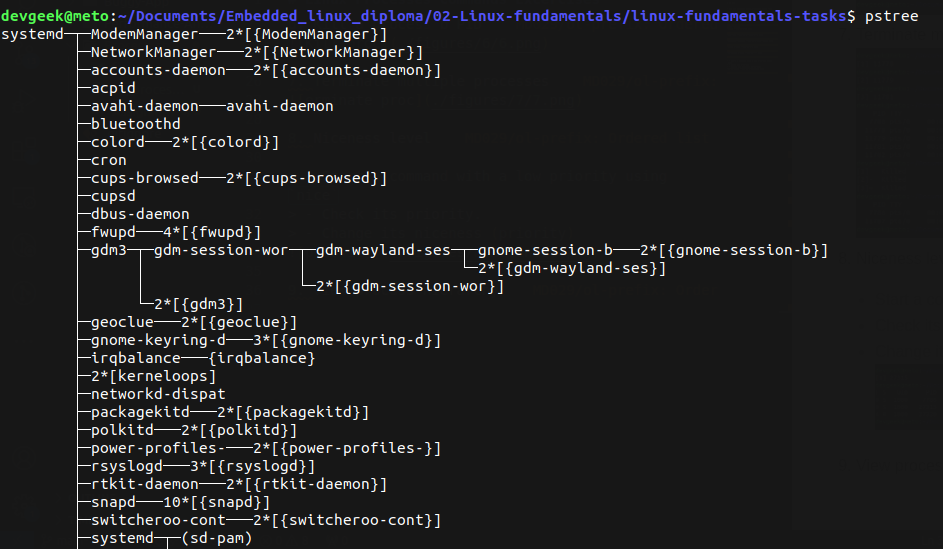 devgeek@meto:~/Documents/Embedded_linux_diploma/02-Linux-fundamentals/linux-fundamentals-tasks$ pstree
systemd─┬─ModemManager───2*[{ModemManager}]
        ├─NetworkManager───2*[{NetworkManager}]
        ├─accounts-daemon───2*[{accounts-daemon}]
        ├─acpid
        ├─avahi-daemon───avahi-daemon
        ├─bluetoothd
        ├─colord───2*[{colord}]
        ├─cron
        ├─cups-browsed───2*[{cups-browsed}]
        ├─cupsd
        ├─dbus-daemon
        ├─fwupd───4*[{fwupd}]
        ├─gdm3─┬─gdm-session-wor─┬─gdm-wayland-ses─┬─gnome-session-b───2*[{gnome-session-b}]
        │      │                 │                 └─2*[{gdm-wayland-ses}]
        │      │                 └─2*[{gdm-session-wor}]
        │      └─2*[{gdm3}]
        ├─geoclue───2*[{geoclue}]
        ├─gnome-keyring-d───3*[{gnome-keyring-d}]
        ├─irqbalance───{irqbalance}
        ├─2*[kerneloops]
        ├─networkd-dispat
        ├─packagekitd───2*[{packagekitd}]
        ├─polkitd───2*[{polkitd}]
        ├─power-profiles-───2*[{power-profiles-}]
        ├─rsyslogd───3*[{rsyslogd}]
        ├─rtkit-daemon───2*[{rtkit-daemon}]
        ├─snapd───10*[{snapd}]
        ├─switcheroo-cont───2*[{switcheroo-cont}]
        ├─systemd─┬─(sd-pam)